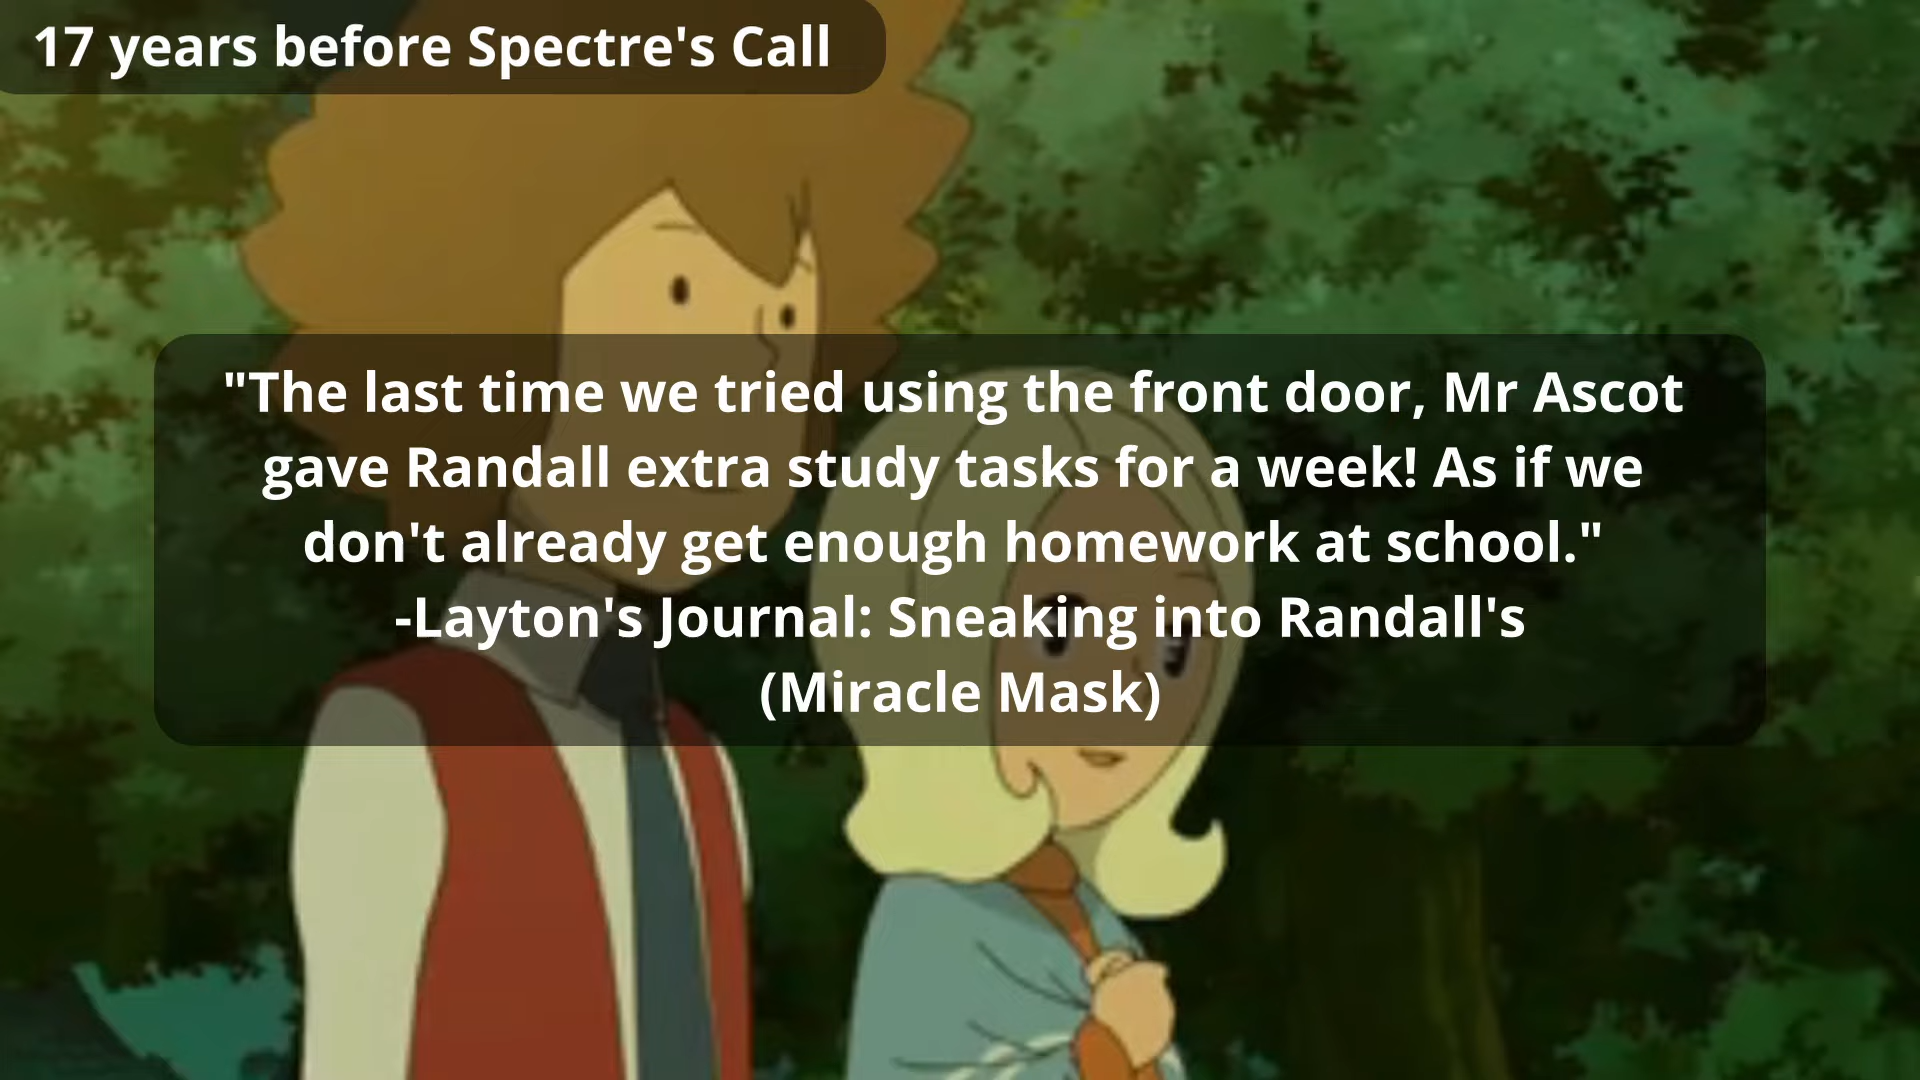 17 years before Spectre's Call
"The last time we tried using the front door, Mr Ascot
gave Randall extra study tasks for a week! As if we
don't already get enough homework at school."
-Layton's Journal: Sneaking into Randall's
(Miracle Mask)